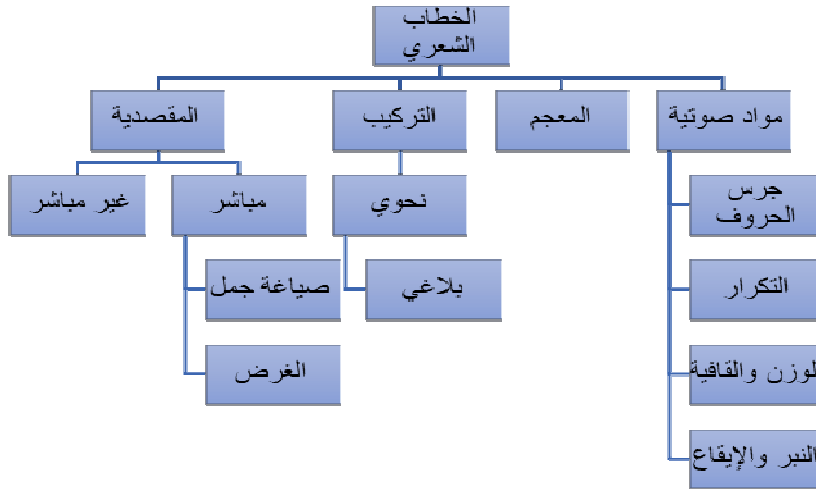 الخطاب
الشعري
مواد صوتية
المعجم
التركيب
المقصدية
جرس
الحروف
نحوي
مباشر
غير مباشر
التكرار
بلاغي
صياغة جمل
لوزن والقافية
الغرض
النبر والإيقاع